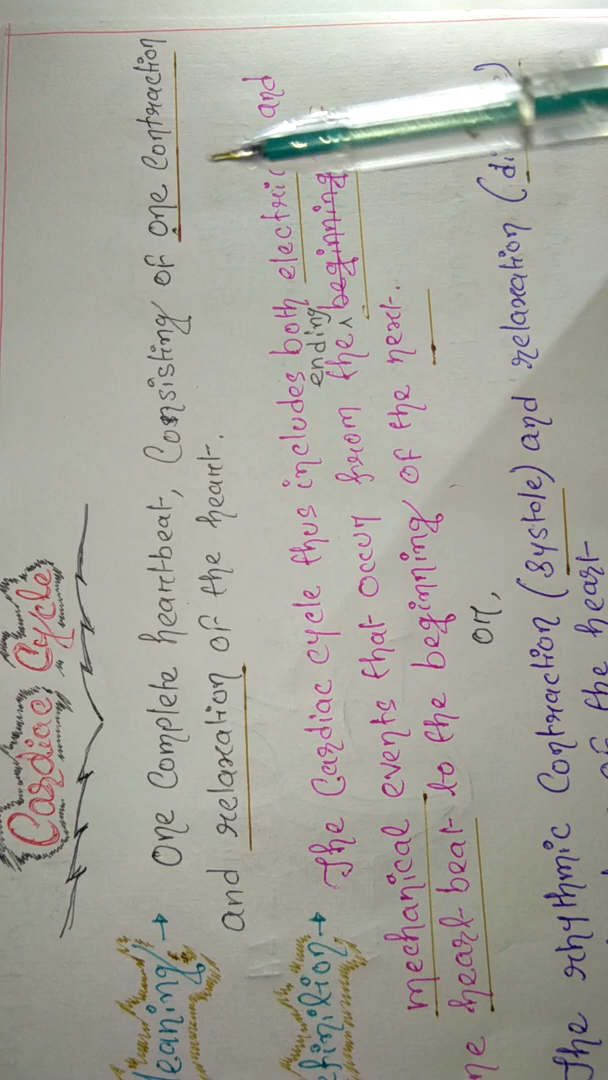 Cardiac Cycle
Meaning → One Complete heartbeat, Consisting of one contraction
and relaxation of the heart.
Definition → The Cardiac cycle thus includes both electric and
ending
mechanical events that occur from the ^ beginning
heart beat to the beginning of the next.
or,
The rhythmic Contraction (systole) and relaxation (di
of the heart